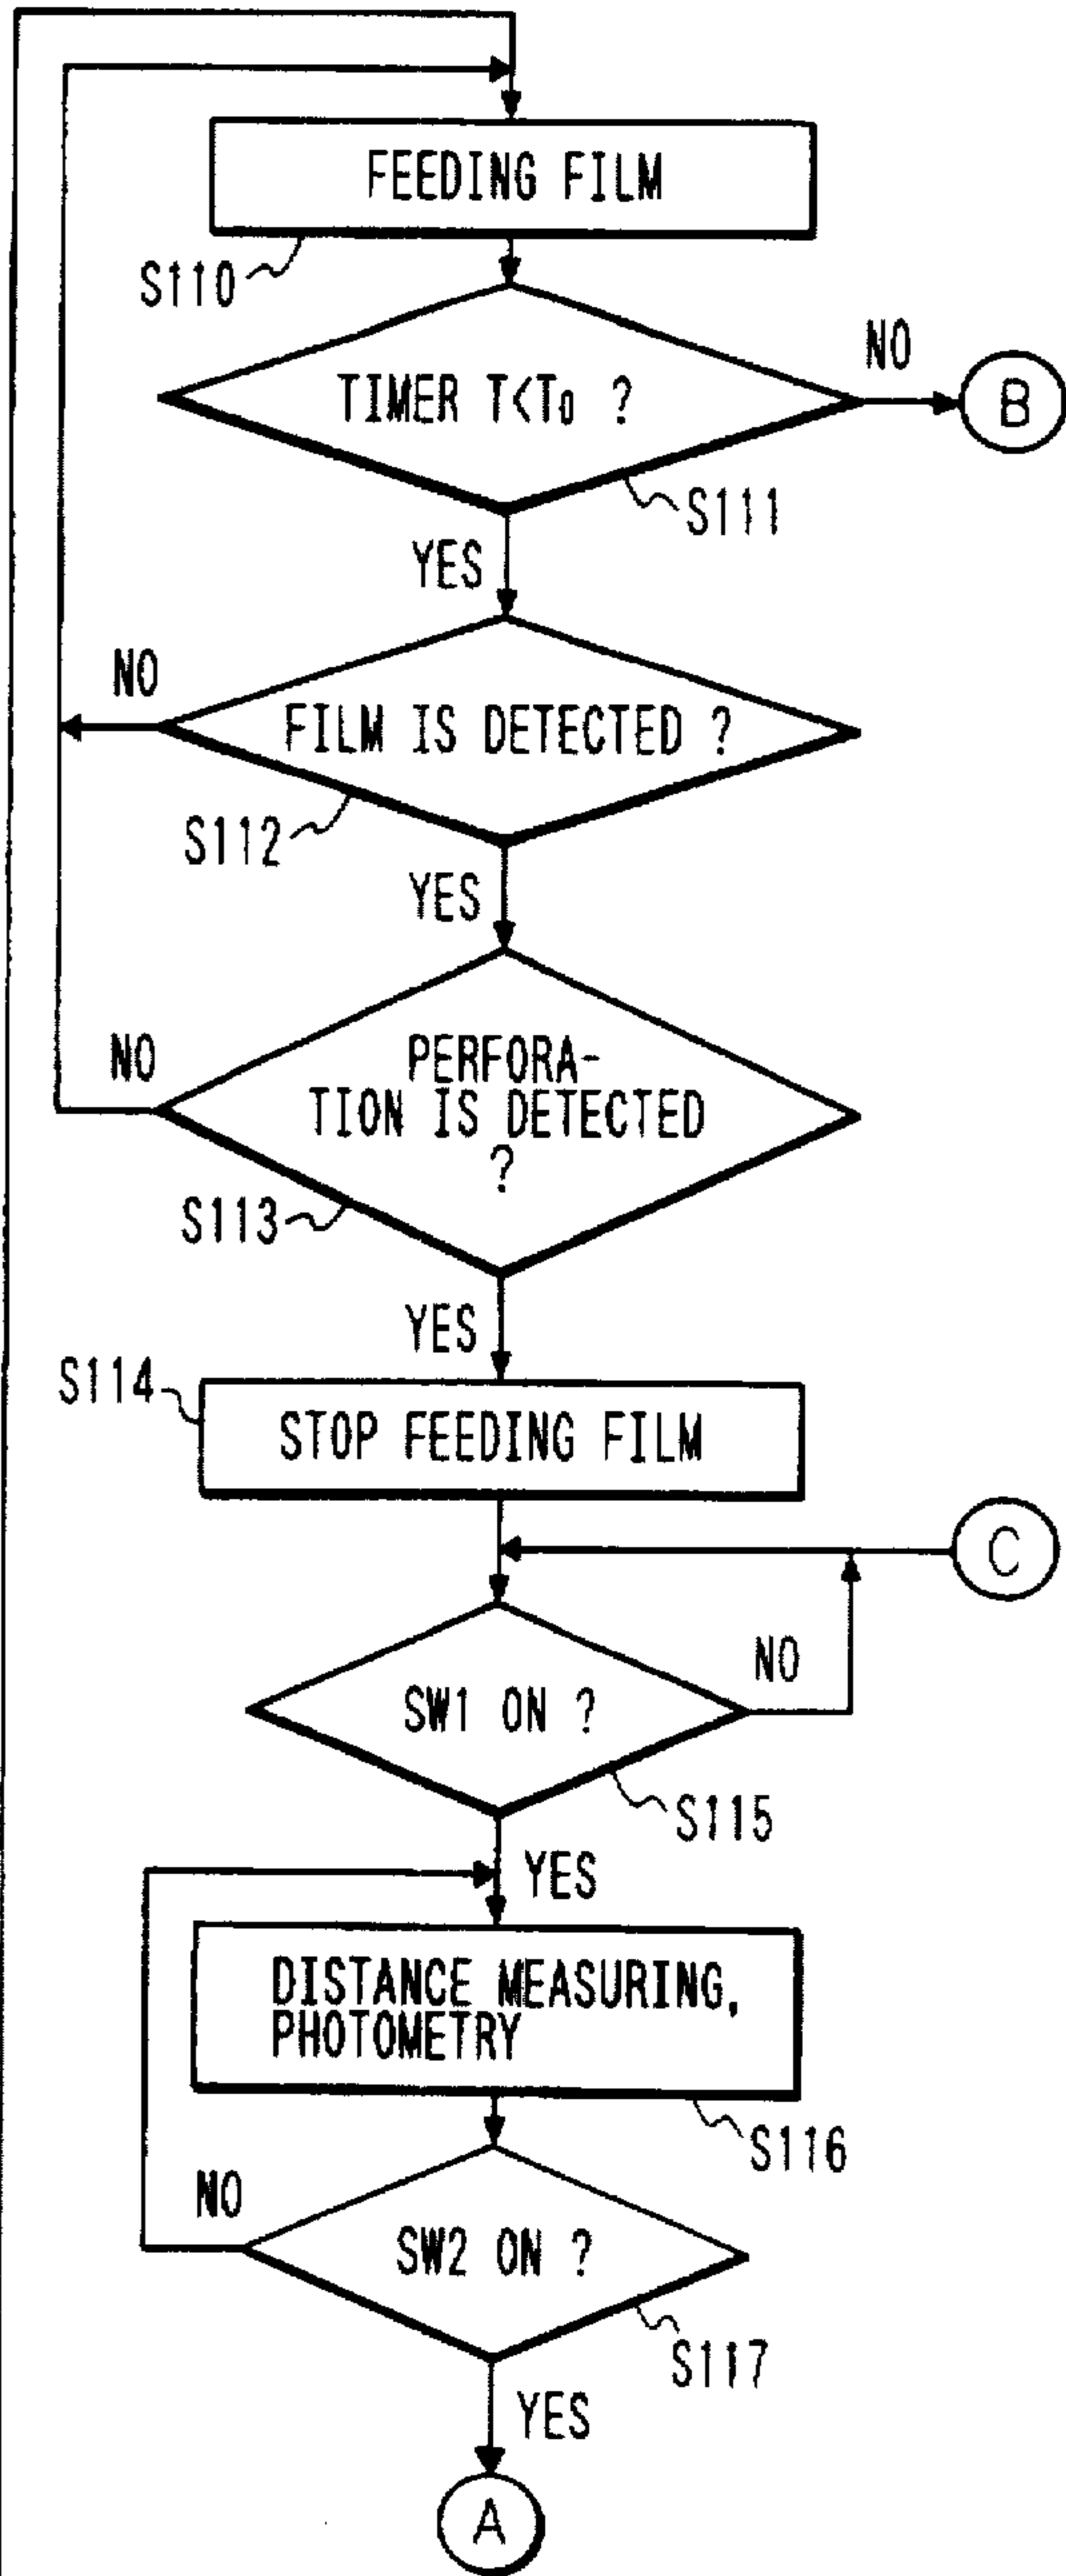 FEEDING FILM
S110
TIMER T<T0 ?
NO
B
S111
YES
NO
FILM IS DETECTED ?
S112
YES
NO
PERFORA-
TION IS DETECTED
?
S113
YES
S114
STOP FEEDING FILM
C
SW1 ON ?
NO
S115
YES
DISTANCE MEASURING,
PHOTOMETRY
S116
NO
SW2 ON ?
S117
YES
A